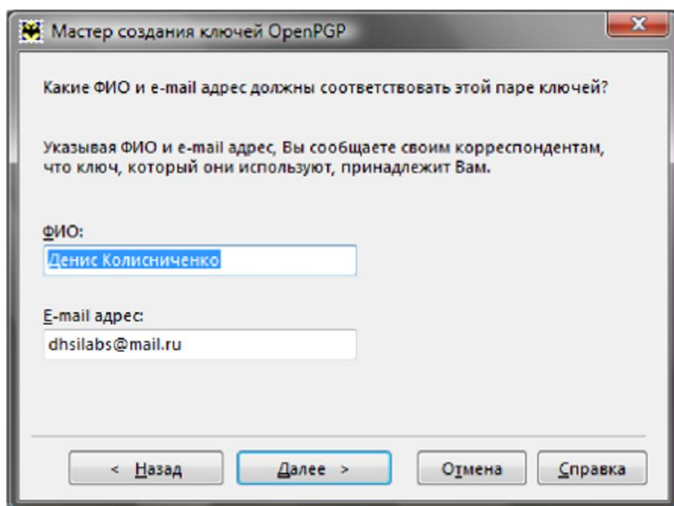 Мастер создания ключей OpenPGP
Какие ФИО и e-mail адрес должны соответствовать этой паре ключей?
Указывая ФИО и e-mail адрес, Вы сообщаете своим корреспондентам,
что ключ, который они используют, принадлежит Вам.
ФИО:
Денис Колисниченко
E-mail адрес:
dhsilabs@mail.ru
< Назад Далее > Отмена Справка